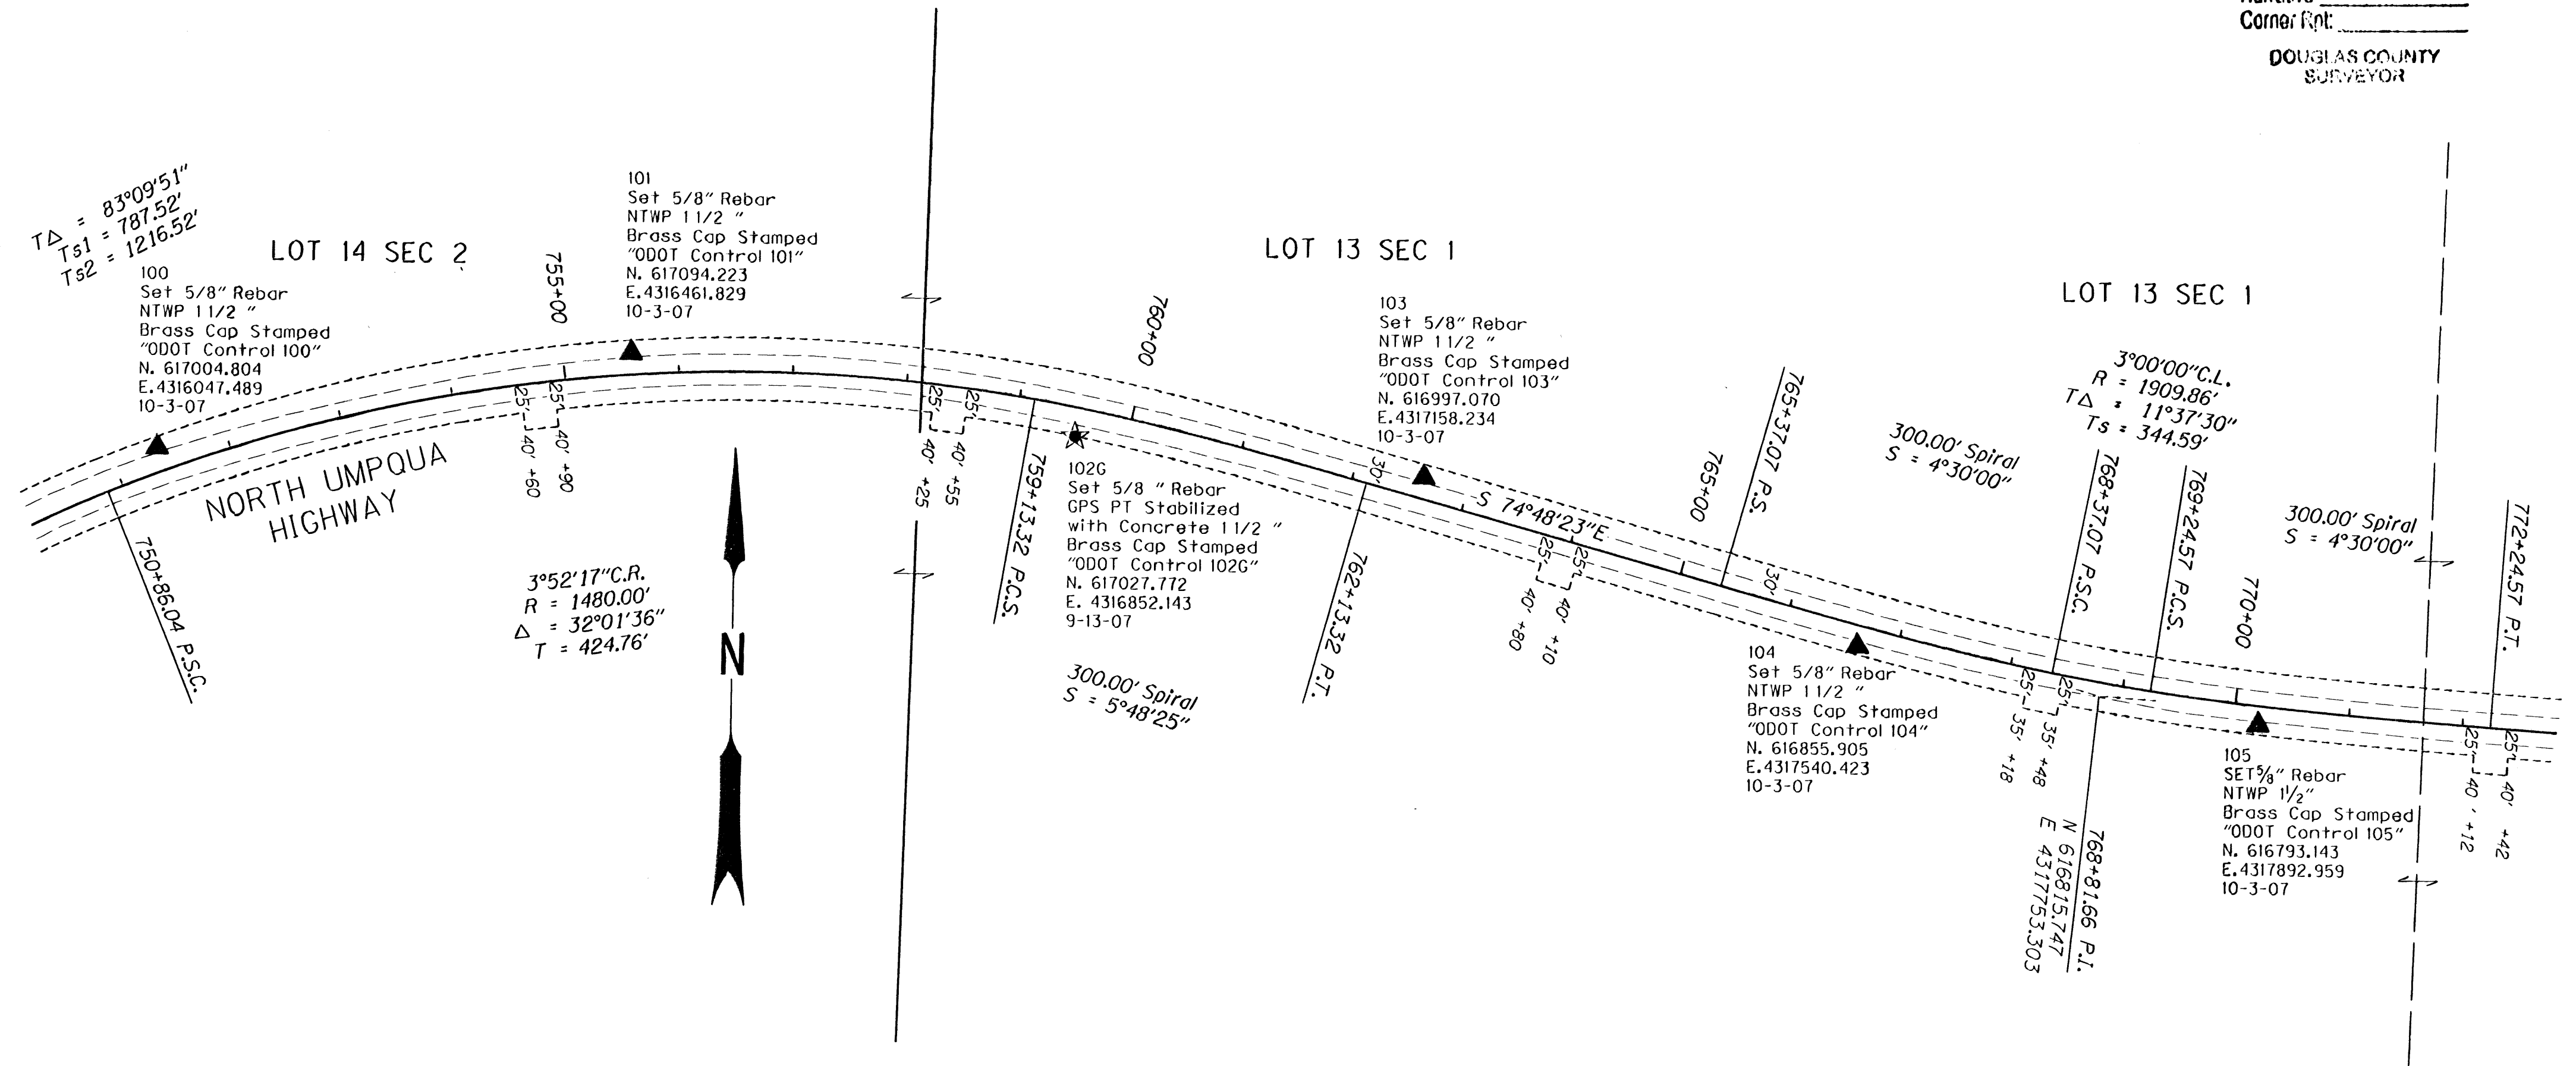 Corner Rpt:
DOUGLAS COUNTY
SURVEYOR
T△ = 83°09'51"
Ts1 = 787.52'
Ts2 = 1216.52'
LOT 14 SEC 2
100
Set 5/8" Rebar
NTWP 1 1/2 "
Brass Cap Stamped
"ODOT Control 100"
N. 617004.804
E.4316047.489
10-3-07
755+00
101
Set 5/8" Rebar
NTWP 1 1/2 "
Brass Cap Stamped
"ODOT Control 101"
N. 617094.223
E.4316461.829
10-3-07
NORTH UMPQUA
HIGHWAY
750+86.04 P.S.C.
25' 25'
40' +60
40' +90
3°52'17"C.R.
R = 1480.00'
△ = 32°01'36"
T = 424.76'
N
25' 25'
40' +25
40' +55
759+13.32 P.C.S.
760+00
102G
Set 5/8 " Rebar
GPS PT Stabilized
with Concrete 1 1/2 "
Brass Cap Stamped
"ODOT Control 102G"
N. 617027.772
E. 4316852.143
9-13-07
300.00' Spiral
S = 5°48'25"
LOT 13 SEC 1
103
Set 5/8" Rebar
NTWP 1 1/2 "
Brass Cap Stamped
"ODOT Control 103"
N. 616997.070
E.4317158.234
10-3-07
30'
762+13.32 P.T.
S 74°48'23"E
25' 25'
40' +80
40' +10
765+00
765+37.07 P.S.
30'
LOT 13 SEC 1
3°00'00"C.L.
R = 1909.86'
T△ = 11°37'30"
Ts = 344.59'
300.00' Spiral
S = 4°30'00"
104
Set 5/8" Rebar
NTWP 1 1/2 "
Brass Cap Stamped
"ODOT Control 104"
N. 616855.905
E.4317540.423
10-3-07
768+37.07 P.S.C.
769+24.57 P.C.S.
25' 25'
35' +18
35' +48
768+81.66 P.I.
N 616815.747
E 4317753.303
770+00
300.00' Spiral
S = 4°30'00"
772+24.57 P.T.
105
SET 5/8" Rebar
NTWP 1 1/2"
Brass Cap Stamped
"ODOT Control 105"
N. 616793.143
E.4317892.959
10-3-07
25' 25'
40' +12
40' +42